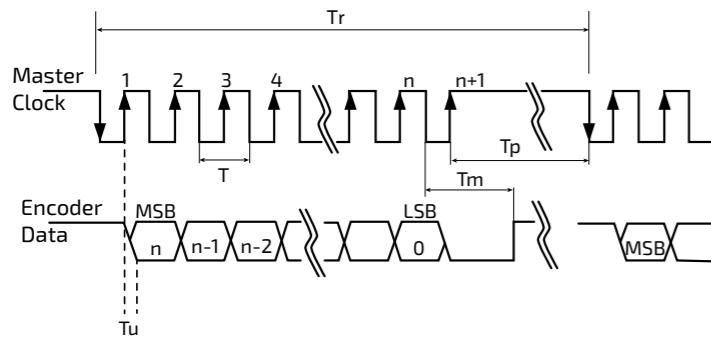 Tr
Master
Clock
1 2 3 4 n n+1
T
Tp
Tm
Encoder
Data
MSB LSB
n n-1 n-2 0 MSB
Tu